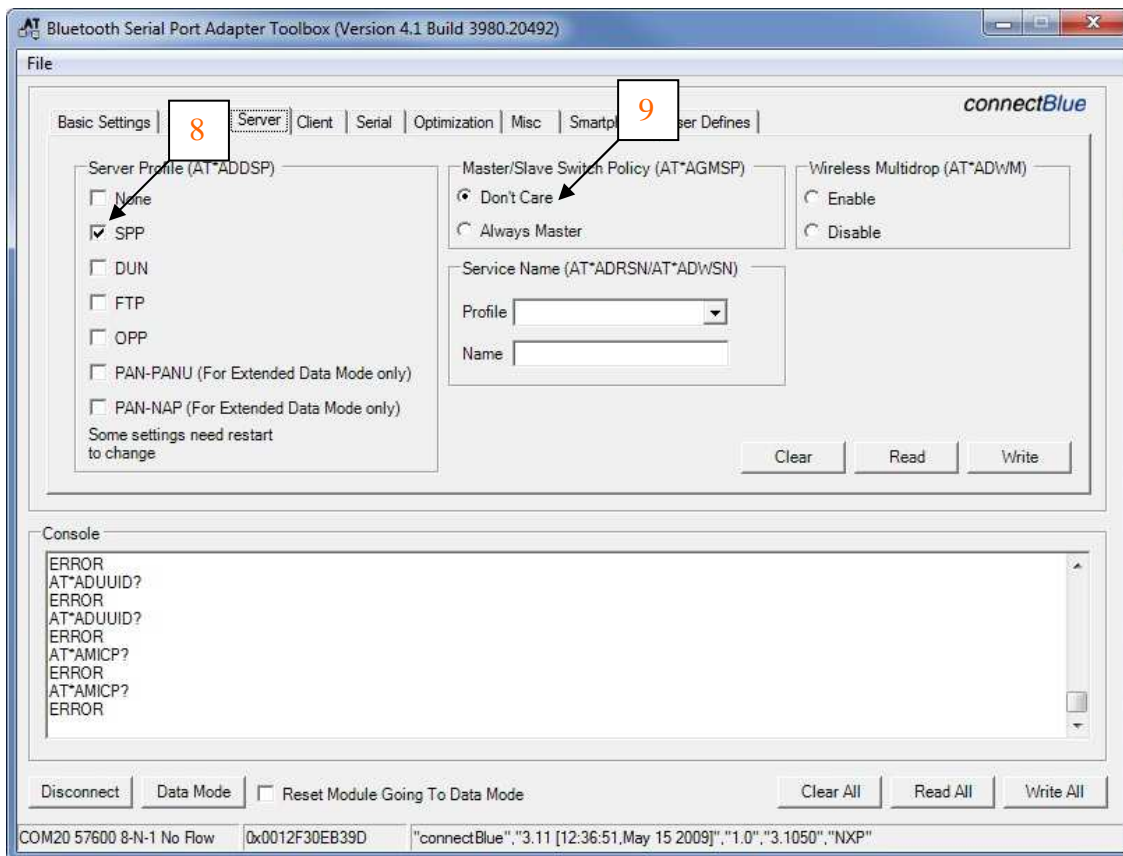 Bluetooth Serial Port Adapter Toolbox (Version 4.1 Build 3980.20492)
File
connectBlue
8
9
Basic Settings
Server
Client
Serial
Optimization
Misc
Defines
Server Profile (AT*ADDSP)
None
SPP
DUN
FTP
OPP
PAN-PANU (For Extended Data Mode only)
PAN-NAP (For Extended Data Mode only)
Some settings need restart
to change
Master/Slave Switch Policy (AT*AGMSP)
Don't Care
Always Master
Service Name (AT*ADRSN/AT*ADWSN)
Profile
Name
Wireless Multidrop (AT*ADWM)
Enable
Disable
Clear
Read
Write
Console
ERROR
AT*ADUUID?
ERROR
AT*ADUUID?
ERROR
AT*AMICP?
ERROR
AT*AMICP?
ERROR
Disconnect
Data Mode
Reset Module Going To Data Mode
Clear All
Read All
Write All
COM20 57600 8-N-1 No Flow
0x0012F30EB39D
"connectBlue","3.11 [12:36:51,May 15 2009]","1.0","3.1050","NXP"